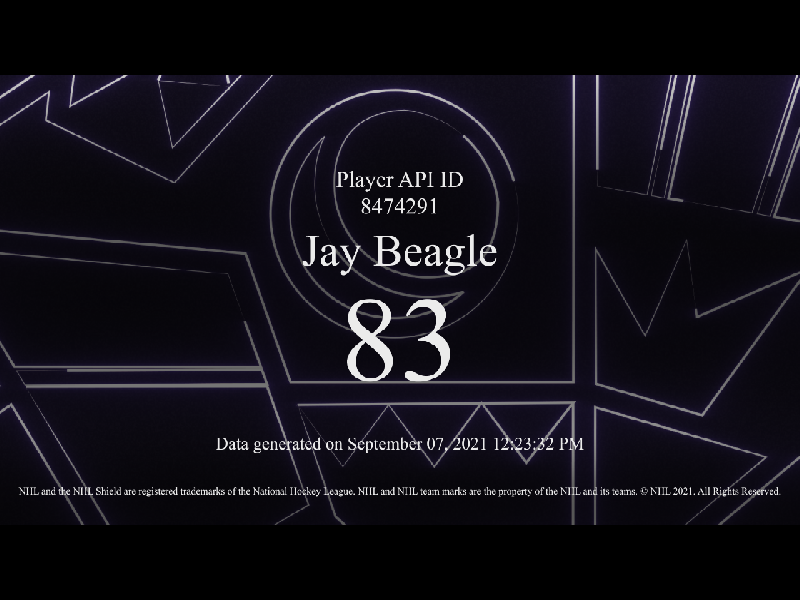 Player API ID
8474291
Jay Beagle
83
Data generated on September 07, 2021 12:23:32 PM
NHL and the NHL Shield are registered trademarks of the National Hockey League. NHL and NHL team marks are the property of the NHL and its teams. © NHL 2021. All Rights Reserved.